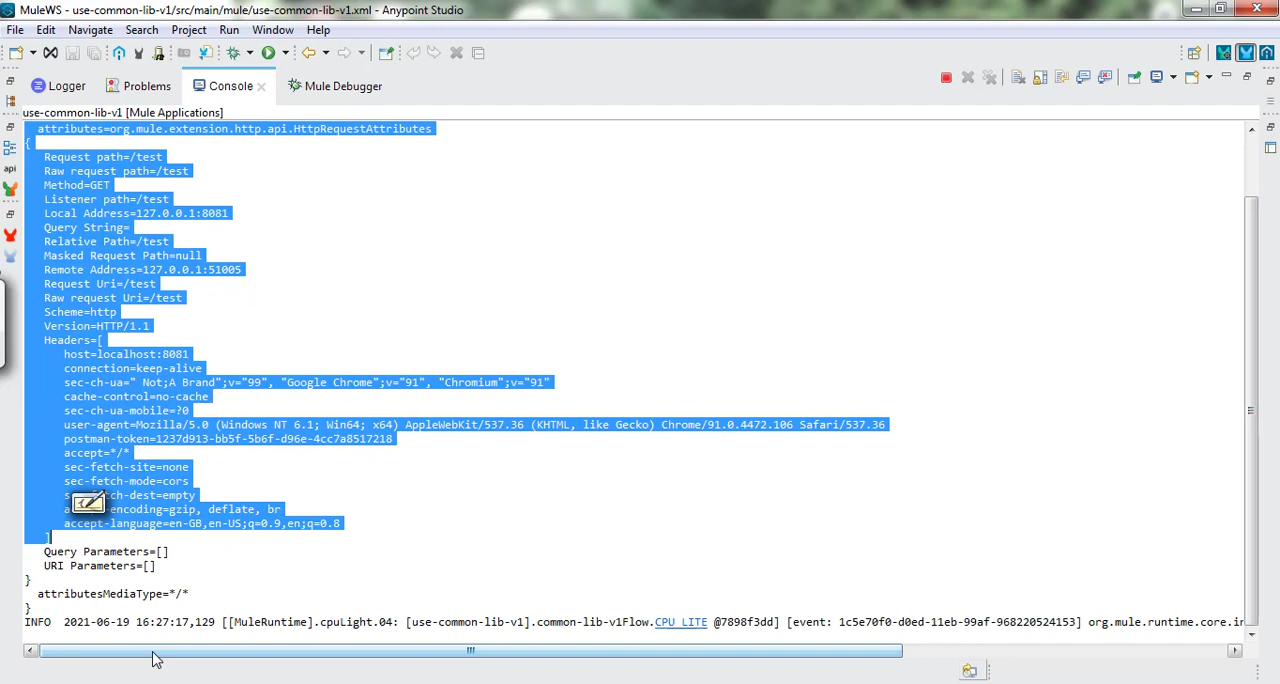 MuleWS - use-common-lib-v1/src/main/mule/use-common-lib-v1.xml - Anypoint Studio
File Edit Navigate Search Project Run Window Help
Logger Problems Console Mule Debugger
use-common-lib-v1 [Mule Applications]
attributes=org.mule.extension.http.api.HttpRequestAttributes
{
Request path=/test
Raw request path=/test
Method=GET
Listener path=/test
Local Address=127.0.0.1:8081
Query String=
Relative Path=/test
Masked Request Path=null
Remote Address=127.0.0.1:51005
Request Uri=/test
Raw request Uri=/test
Scheme=http
Version=HTTP/1.1
Headers=[
host=localhost:8081
connection=keep-alive
sec-ch-ua=" Not;A Brand";v="99", "Google Chrome";v="91", "Chromium";v="91"
cache-control=no-cache
sec-ch-ua-mobile=?0
user-agent=Mozilla/5.0 (Windows NT 6.1; Win64; x64) AppleWebKit/537.36 (KHTML, like Gecko) Chrome/91.0.4472.106 Safari/537.36
postman-token=1237d913-bb5f-5b6f-d96e-4cc7a8517218
accept=*/*
sec-fetch-site=none
sec-fetch-mode=cors
ch-dest=empty
encoding=gzip, deflate, br
accept-language=en-GB,en-US;q=0.9,en;q=0.8
]
Query Parameters=[]
URI Parameters=[]
}
attributesMediaType=*/*
}
INFO 2021-06-19 16:27:17,129 [[MuleRuntime].cpuLight.04: [use-common-lib-v1].common-lib-v1Flow.CPU_LITE @7898f3dd] [event: 1c5e70f0-d0ed-11eb-99af-968220524153] org.mule.runtime.core.in
api